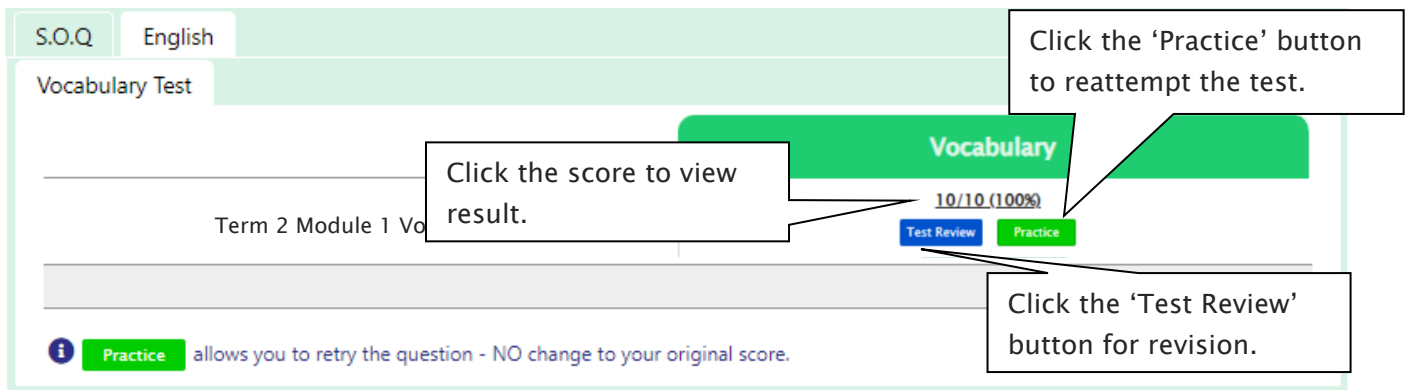 S.O.Q English
Click the ‘Practice’ button
to reattempt the test.
Vocabulary Test
Vocabulary
Click the score to view
result.
10/10 (100%)
Term 2 Module 1
Test Review Practice
Click the ‘Test Review’
button for revision.
Practice allows you to retry the question - NO change to your original score.